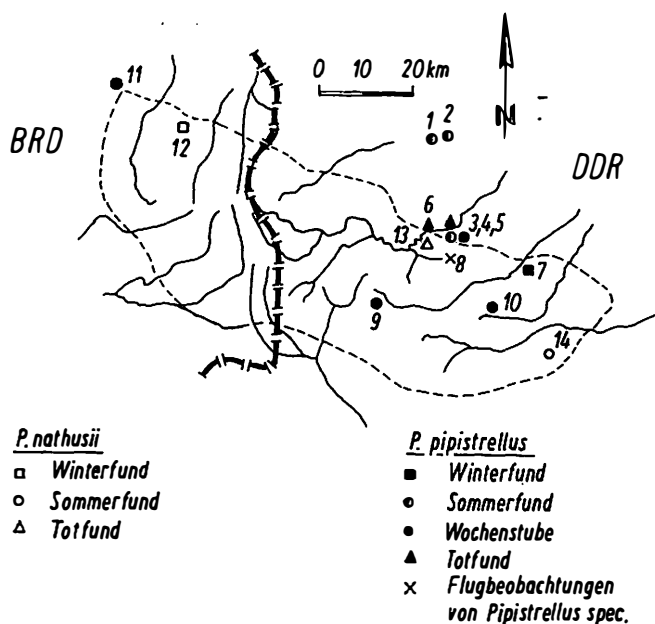 11
0 10 20 km
N
BRD
12
1 2
DDR
6
3,4,5
13
8
7
9
10
14
P. nathusii
Winterfund
Sommerfund
Totfund
P. pipistrellus
Winterfund
Sommerfund
Wochenstube
Totfund
Flugbeobachtungen
von Pipistrellus spec.